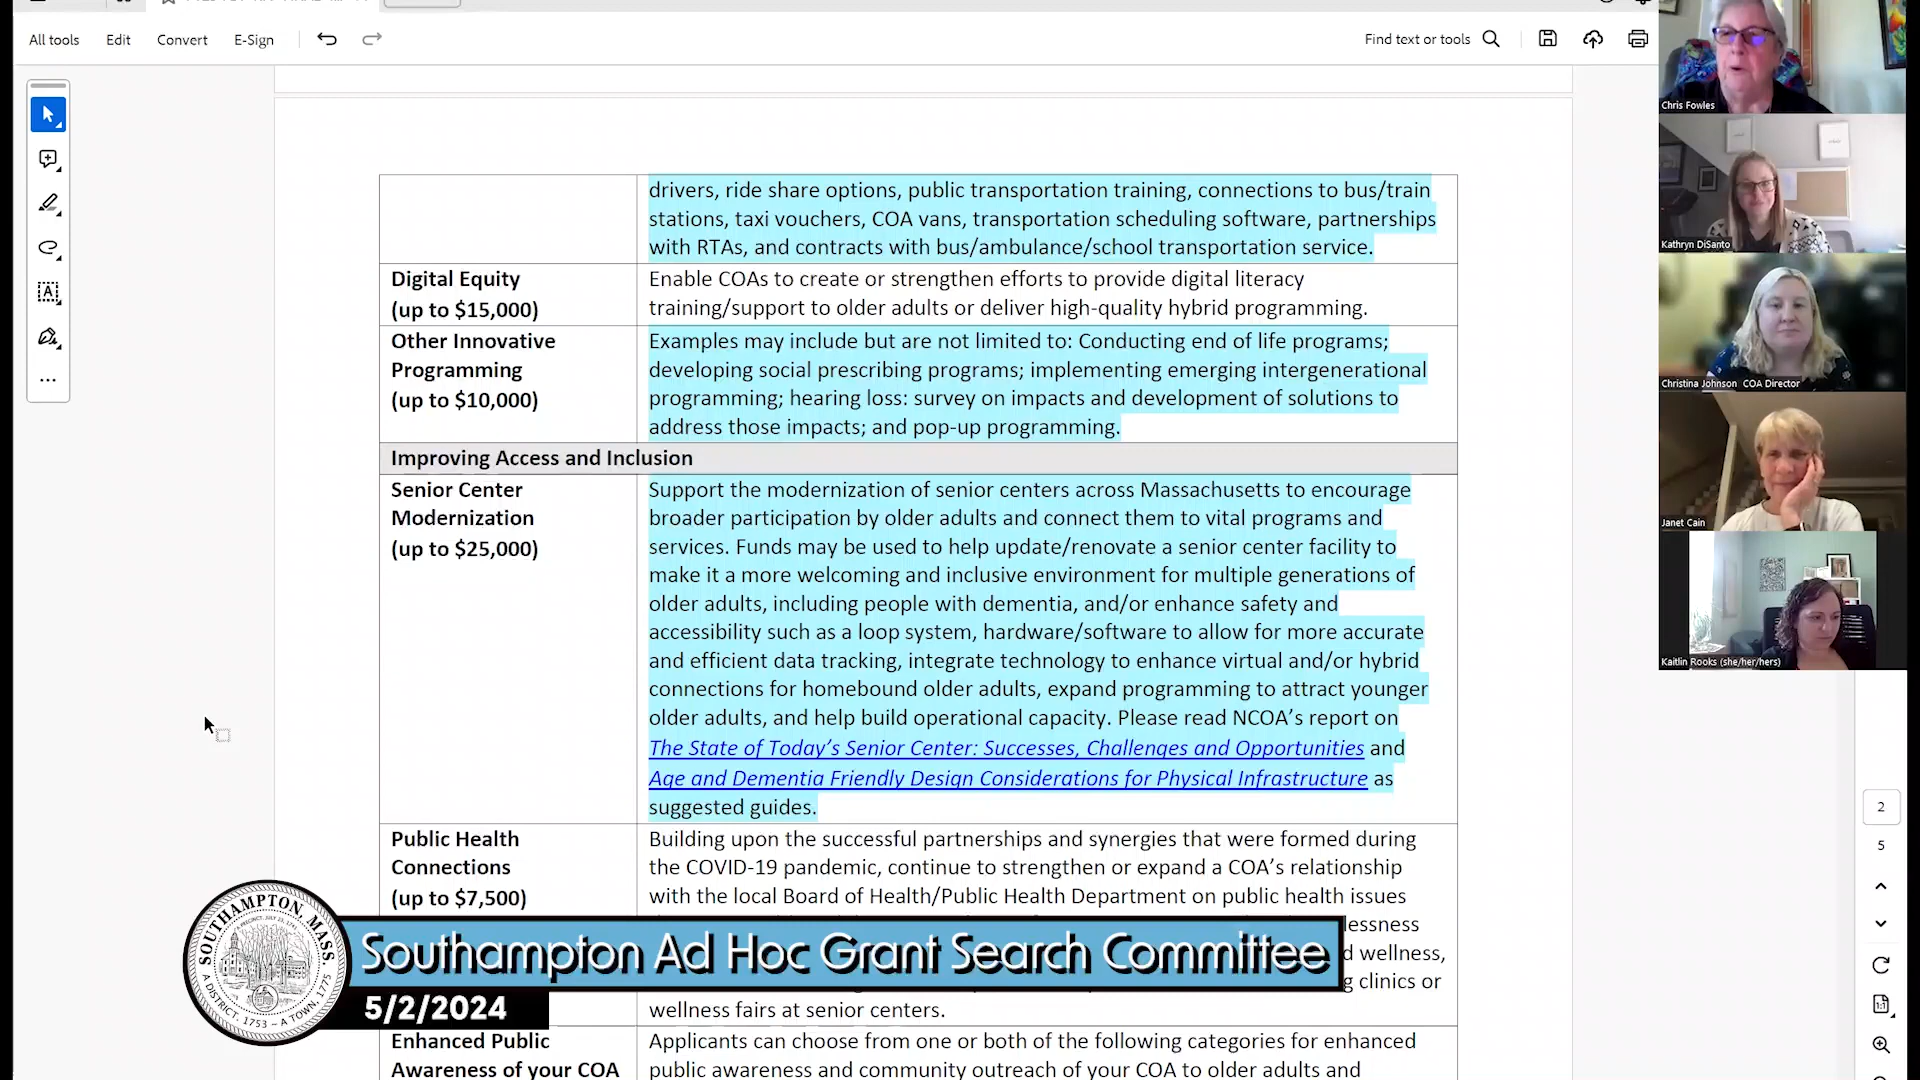 All tools
Edit
Convert
E-Sign
Find text or tools
drivers, ride share options, public transportation training, connections to bus/train
stations, taxi vouchers, COA vans, transportation scheduling software, partnerships
with RTAs, and contracts with bus/ambulance/school transportation service.
Digital Equity
(up to $15,000)
Enable COAs to create or strengthen efforts to provide digital literacy
training/support to older adults or deliver high-quality hybrid programming.
Other Innovative
Programming
(up to $10,000)
Examples may include but are not limited to: Conducting end of life programs;
developing social prescribing programs; implementing emerging intergenerational
programming; hearing loss: survey on impacts and development of solutions to
address those impacts; and pop-up programming.
Improving Access and Inclusion
Senior Center
Modernization
(up to $25,000)
Support the modernization of senior centers across Massachusetts to encourage
broader participation by older adults and connect them to vital programs and
services. Funds may be used to help update/renovate a senior center facility to
make it a more welcoming and inclusive environment for multiple generations of
older adults, including people with dementia, and/or enhance safety and
accessibility such as a loop system, hardware/software to allow for more accurate
and efficient data tracking, integrate technology to enhance virtual and/or hybrid
connections for homebound older adults, expand programming to attract younger
older adults, and help build operational capacity. Please read NCOA's report on
The State of Today's Senior Center: Successes, Challenges and Opportunities and
Age and Dementia Friendly Design Considerations for Physical Infrastructure as
suggested guides.
Public Health
Connections
(up to $7,500)
Building upon the successful partnerships and synergies that were formed during
the COVID-19 pandemic, continue to strengthen or expand a COA's relationship
with the local Board of Health/Public Health Department on public health issues
lessness
d wellness,
g clinics or
wellness fairs at senior centers.
Enhanced Public
Awareness of your COA
Applicants can choose from one or both of the following categories for enhanced
public awareness and community outreach of your COA to older adults and
Chris Fowles
Kathryn DiSanto
Christina Johnson COA Director
Janet Cain
Kaitlin Rooks (she/her/hers)
2
5
1:1
SOUTHAMPTON, MASS.
A DISTRICT, 1753 ~ A TOWN, 1775
Southampton Ad Hoc Grant Search Committee
5/2/2024